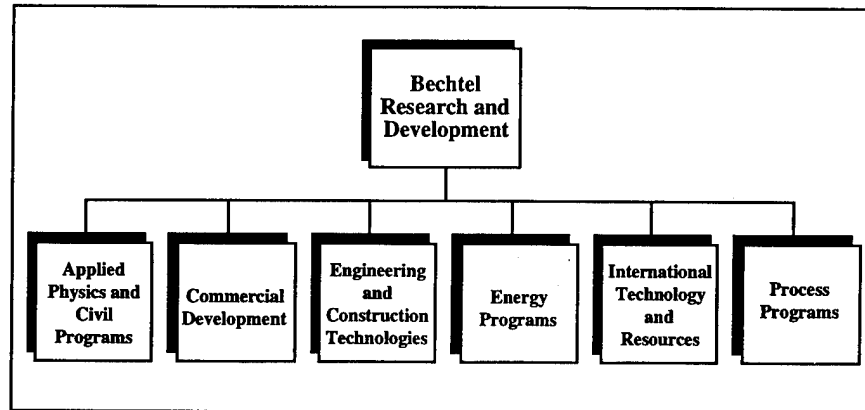 Bechtel
Research and
Development
Applied
Physics and
Civil
Programs
Commercial
Development
Engineering
and
Construction
Technologies
Energy
Programs
International
Technology
and
Resources
Process
Programs